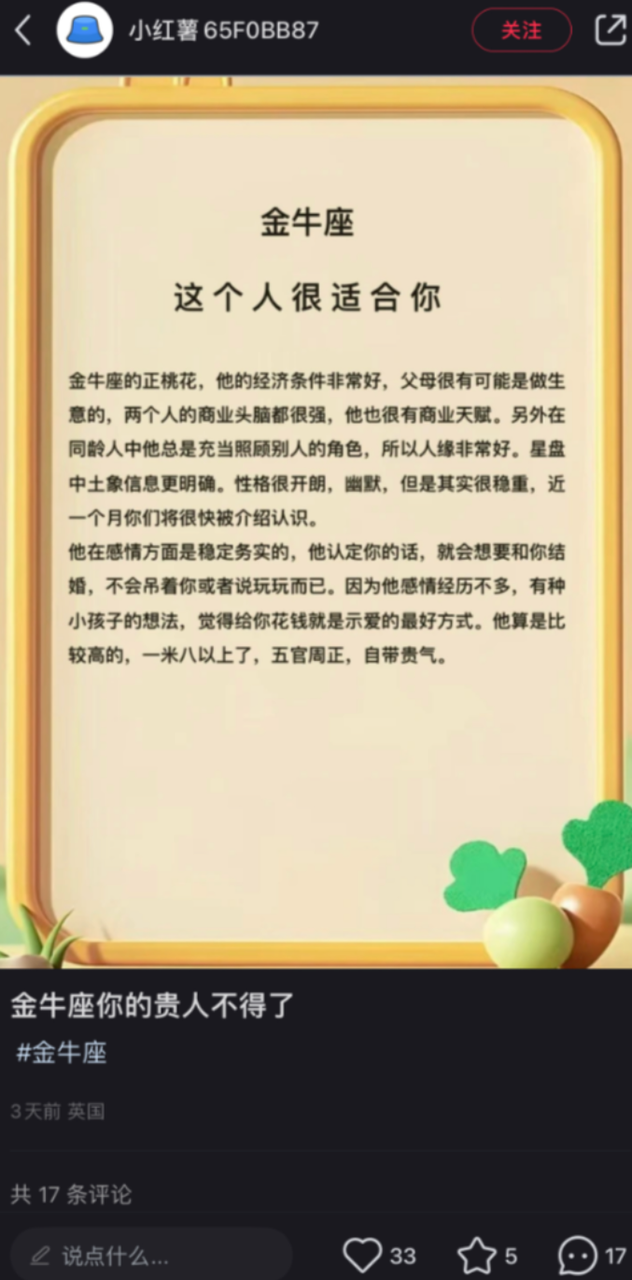 小红薯65F0BB87
关注
金牛座
这个人很适合你
金牛座的正桃花，他的经济条件非常好，父母很有可能是做生
意的，两个人的商业头脑都很强，他也很有商业天赋。另外在
同龄人中他总是充当照顾别人的角色，所以人缘非常好。星盘
中土象信息更明确。性格很开朗，幽默，但是其实很稳重，近
一个月你们将很快被介绍认识。
他在感情方面是稳定务实的，他认定你的话，就会想要和你结
婚，不会吊着你或者说玩玩而已。因为他感情经历不多，有种
小孩子的想法，觉得给你花钱就是示爱的最好方式。他算是比
较高的，一米八以上了，五官周正，自带贵气。
金牛座你的贵人不得了
#金牛座
3天前 英国
共 17 条评论
说点什么... 33 5 17